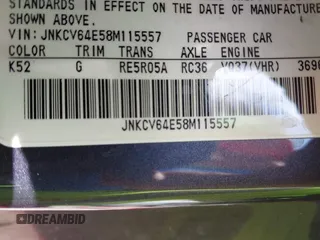 STANDARDS IN EFFECT ON THE DATE OF MANUFACTURE
SHOWN ABOVE.
VIN: JNKCV64E58M115557 PASSENGER CAR
COLOR TRIM TRANS AXLE ENGINE
K52 G RE5R05A RC36 VQ37(VHR) 3696
JNKCV64E58M115557
DREAMBID